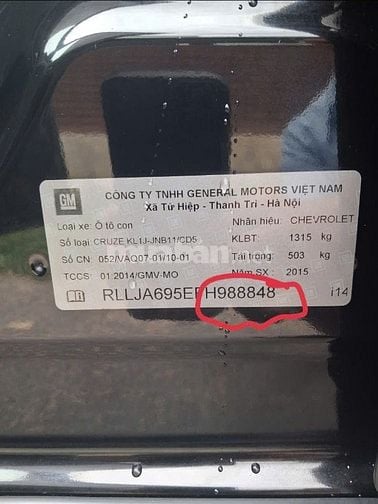 GM
CÔNG TY TNHH GENERAL MOTORS VIỆT NAM
Xã Tứ Hiệp - Thanh Trì - Hà Nội
Loại xe: Ô tô con Nhãn hiệu: CHEVROLET
Số loại CRUZE KL1J-JNB11/CD5 KLBT: 1315 kg
Số CN: 052/VAQ07-01/10-01 Tải trọng: 503 kg
TCCS: 01:2014/GMV-MO Năm SX : 2015
H988848 i14